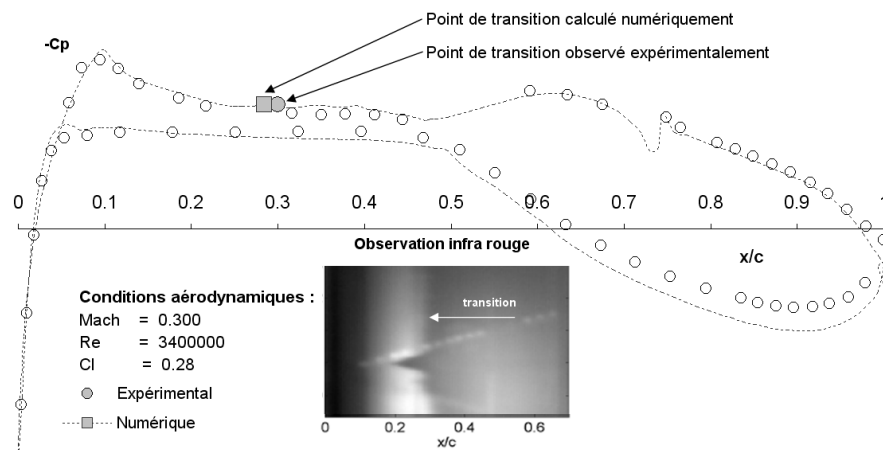 Point de transition calculé numériquement
-Cp
Point de transition observé expérimentalement
0 0.1 0.2 0.3 0.4 0.5 0.6 0.7 0.8 0.9 1
Observation infra rouge
x/c
Conditions aérodynamiques :
Mach = 0.300
Re = 3400000
Cl = 0.28
Expérimental
Numérique
transition
0 0.2 0.4 0.6
x/c